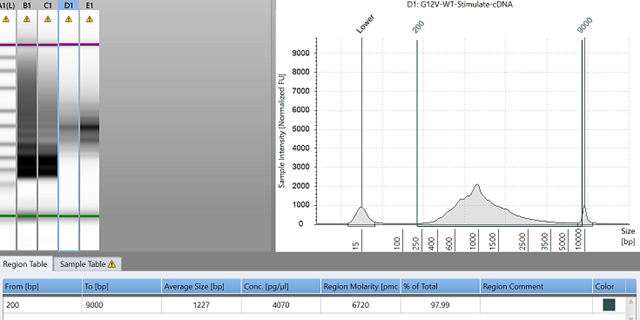 A1(L) B1 C1 D1 E1
D1: G12V-WT-Stimulate-cDNA
Lower
200
9000
Sample Intensity [Normalized FU]
9000
8000
7000
6000
5000
4000
3000
2000
1000
0
15 100 250 400 600 1000 1500 2500 3500 5000 10000
Size
[bp]
Region Table Sample Table
From [bp] To [bp] Average Size [bp] Conc. [pg/µl] Region Molarity [pmc % of Total Region Comment Color
200 9000 1227 4070 6720 97.99